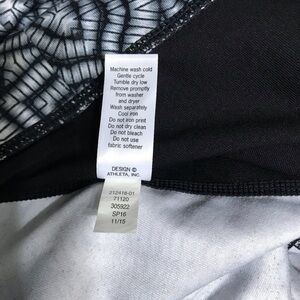 Machine wash cold
Gentle cycle
Tumble dry low
Remove promptly
from washer
and dryer
Wash separately
Cool iron
Do not iron print
Do not dry clean
Do not bleach
Do not use
fabric softener
DESIGN ©
ATHLETA, INC.
212416-01
71120
305922
SP16
11/15